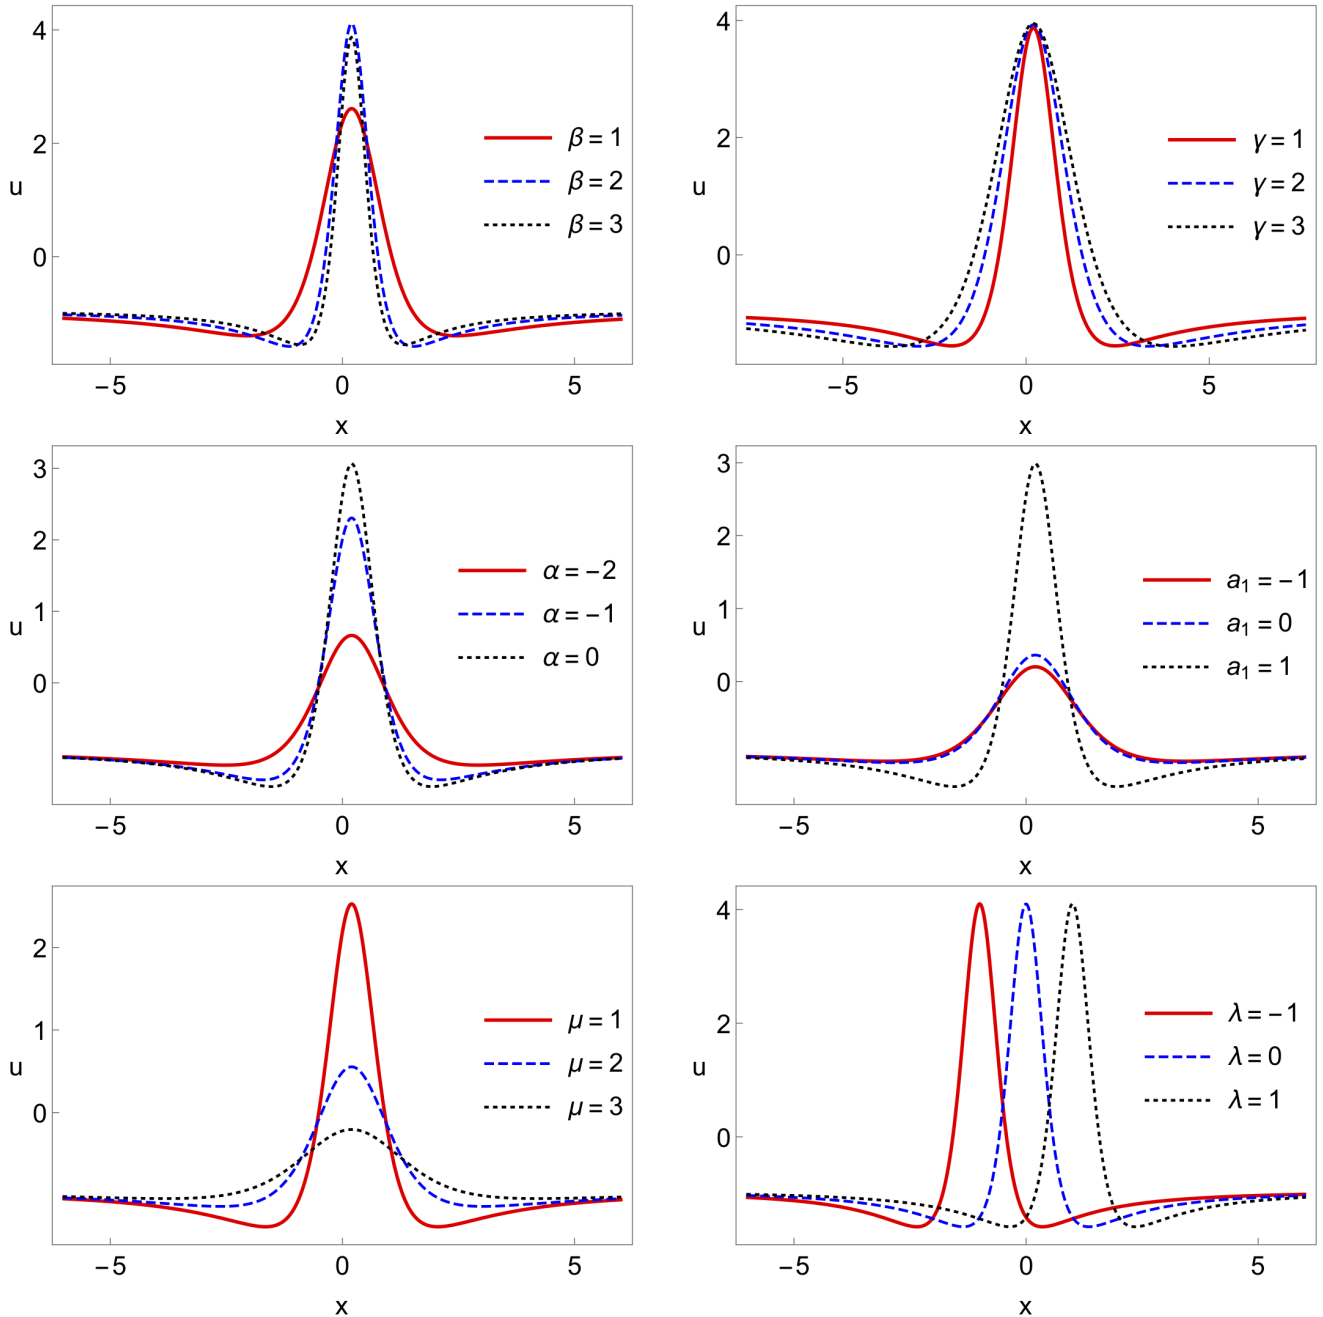 4
2
0
u
β = 1
β = 2
β = 3
−5 0 5
x
4
2
0
u
γ = 1
γ = 2
γ = 3
−5 0 5
x
3
2
1
0
u
α = −2
α = −1
α = 0
−5 0 5
x
3
2
1
0
u
a₁ = −1
a₁ = 0
a₁ = 1
−5 0 5
x
2
1
0
u
μ = 1
μ = 2
μ = 3
−5 0 5
x
4
2
0
u
λ = −1
λ = 0
λ = 1
−5 0 5
x